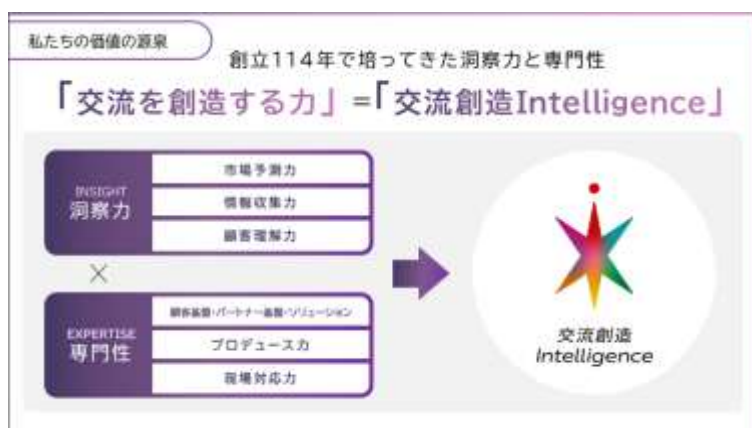 私たちの価値の源泉
創立114年で培ってきた洞察力と専門性
「交流を創造する力」=「交流創造Intelligence」
INSIGHT
洞察力
市場予測力
情報収集力
顧客理解力
×
EXPERTISE
専門性
顧客基盤・パートナー基盤・ソリューション
プロデュース力
現場対応力
交流創造
Intelligence